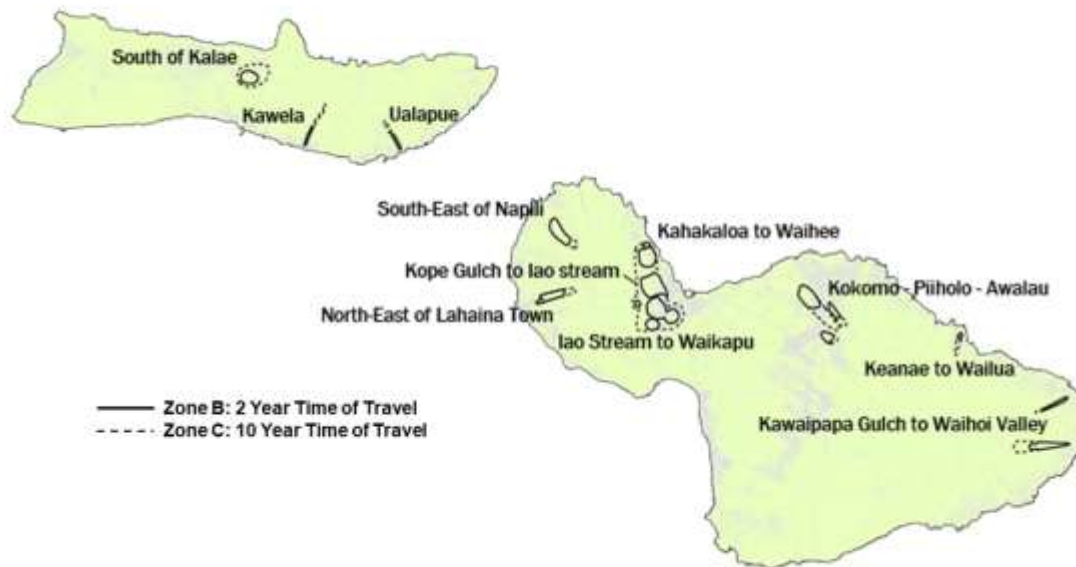 South of Kalae
Kawela
Ualapue
South-East of Napili
Kahakaloa to Waihee
Kope Gulch to Iao stream
Kokomo - Piiholo - Awalau
North-East of Lahaina Town
Iao Stream to Waikapu
Keanae to Wailua
Zone B: 2 Year Time of Travel
Kawaipapa Gulch to Waihoi Valley
Zone C: 10 Year Time of Travel